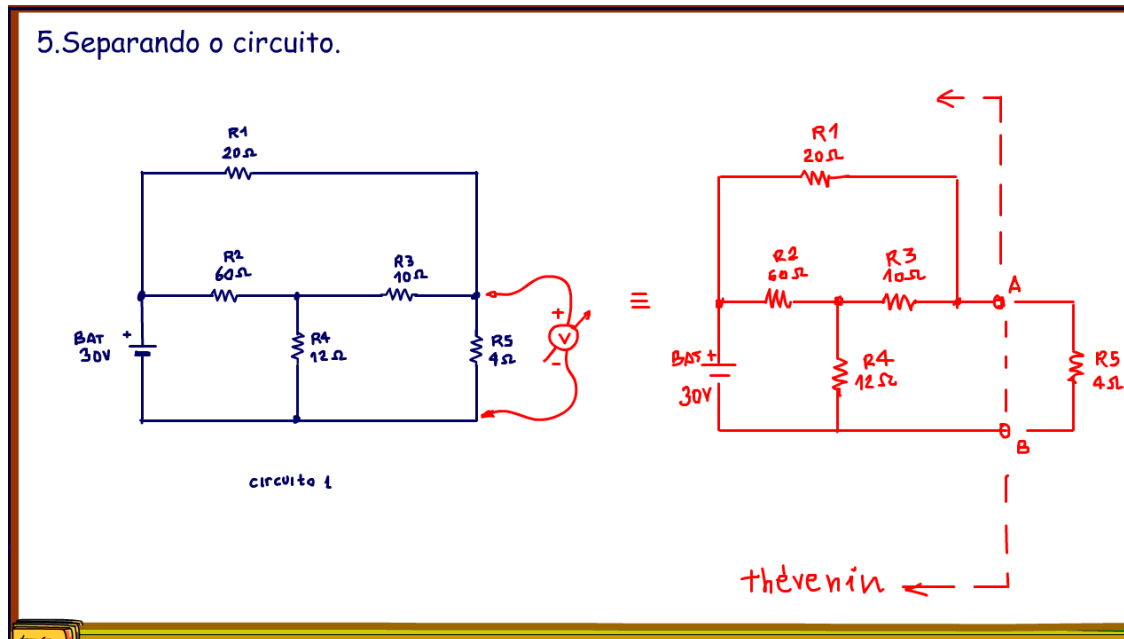 5.Separando o circuito.
R1
20Ω
R2
60Ω
R3
10Ω
BAT +
30V
R4
12Ω
R5
4Ω
+
V
-
circuito 1
≡
R1
20Ω
R2
60Ω
R3
10Ω
A
BAT +
30V
R4
12Ω
R5
4Ω
B
thévenin